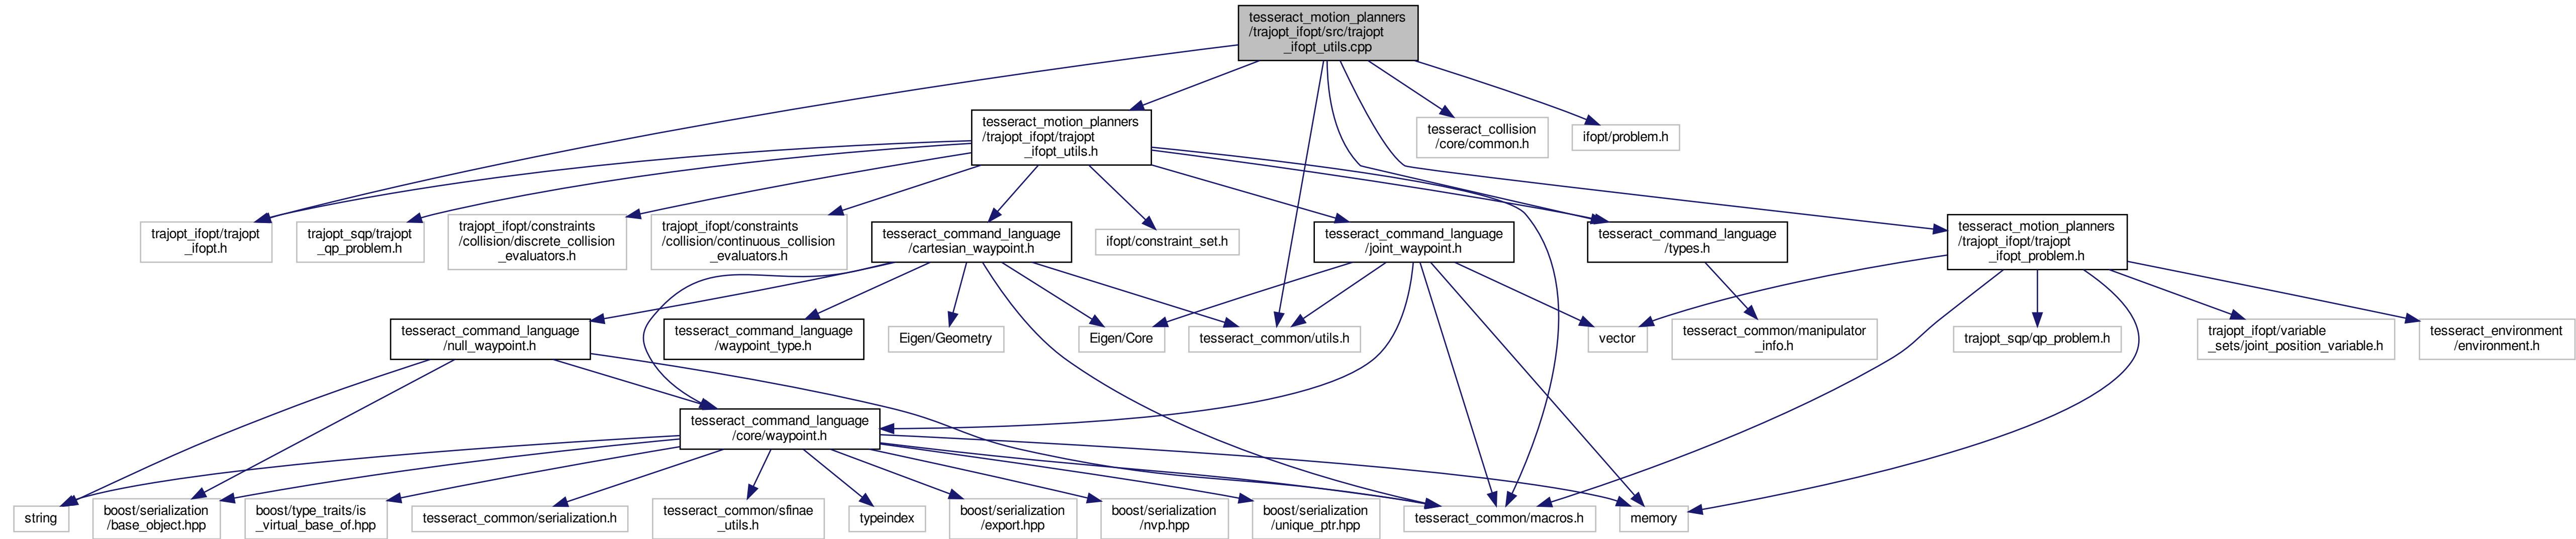 tesseract_motion_planners
/trajopt_ifopt/src/trajopt
_ifopt_utils.cpp
tesseract_motion_planners
/trajopt_ifopt/trajopt
_ifopt_utils.h
tesseract_collision
/core/common.h
ifopt/problem.h
trajopt_ifopt/trajopt
_ifopt.h
trajopt_sqp/trajopt
_qp_problem.h
trajopt_ifopt/constraints
/collision/discrete_collision
_evaluators.h
trajopt_ifopt/constraints
/collision/continuous_collision
_evaluators.h
tesseract_command_language
/cartesian_waypoint.h
ifopt/constraint_set.h
tesseract_command_language
/joint_waypoint.h
tesseract_command_language
/types.h
tesseract_motion_planners
/trajopt_ifopt/trajopt
_ifopt_problem.h
tesseract_command_language
/null_waypoint.h
tesseract_command_language
/waypoint_type.h
Eigen/Geometry
Eigen/Core
tesseract_common/utils.h
vector
tesseract_common/manipulator
_info.h
trajopt_sqp/qp_problem.h
trajopt_ifopt/variable
_sets/joint_position_variable.h
tesseract_environment
/environment.h
tesseract_command_language
/core/waypoint.h
string
boost/serialization
/base_object.hpp
boost/type_traits/is
_virtual_base_of.hpp
tesseract_common/serialization.h
tesseract_common/sfinae
_utils.h
typeindex
boost/serialization
/export.hpp
boost/serialization
/nvp.hpp
boost/serialization
/unique_ptr.hpp
tesseract_common/macros.h
memory